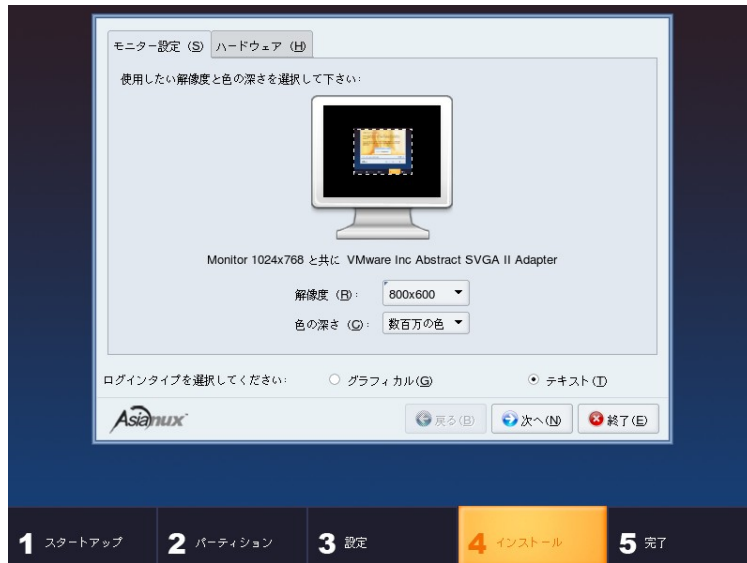 モニター設定 (S) ハードウェア (H)
使用したい解像度と色の深さを選択して下さい:
Monitor 1024x768 と共に VMware Inc Abstract SVGA II Adapter
解像度 (R): 800x600
色の深さ (C): 数百万の色
ログインタイプを選択してください: グラフィカル(G) テキスト(T)
Asianux 戻る(B) 次へ(N) 終了(E)
1 スタートアップ 2 パーティション 3 設定 4 インストール 5 完了